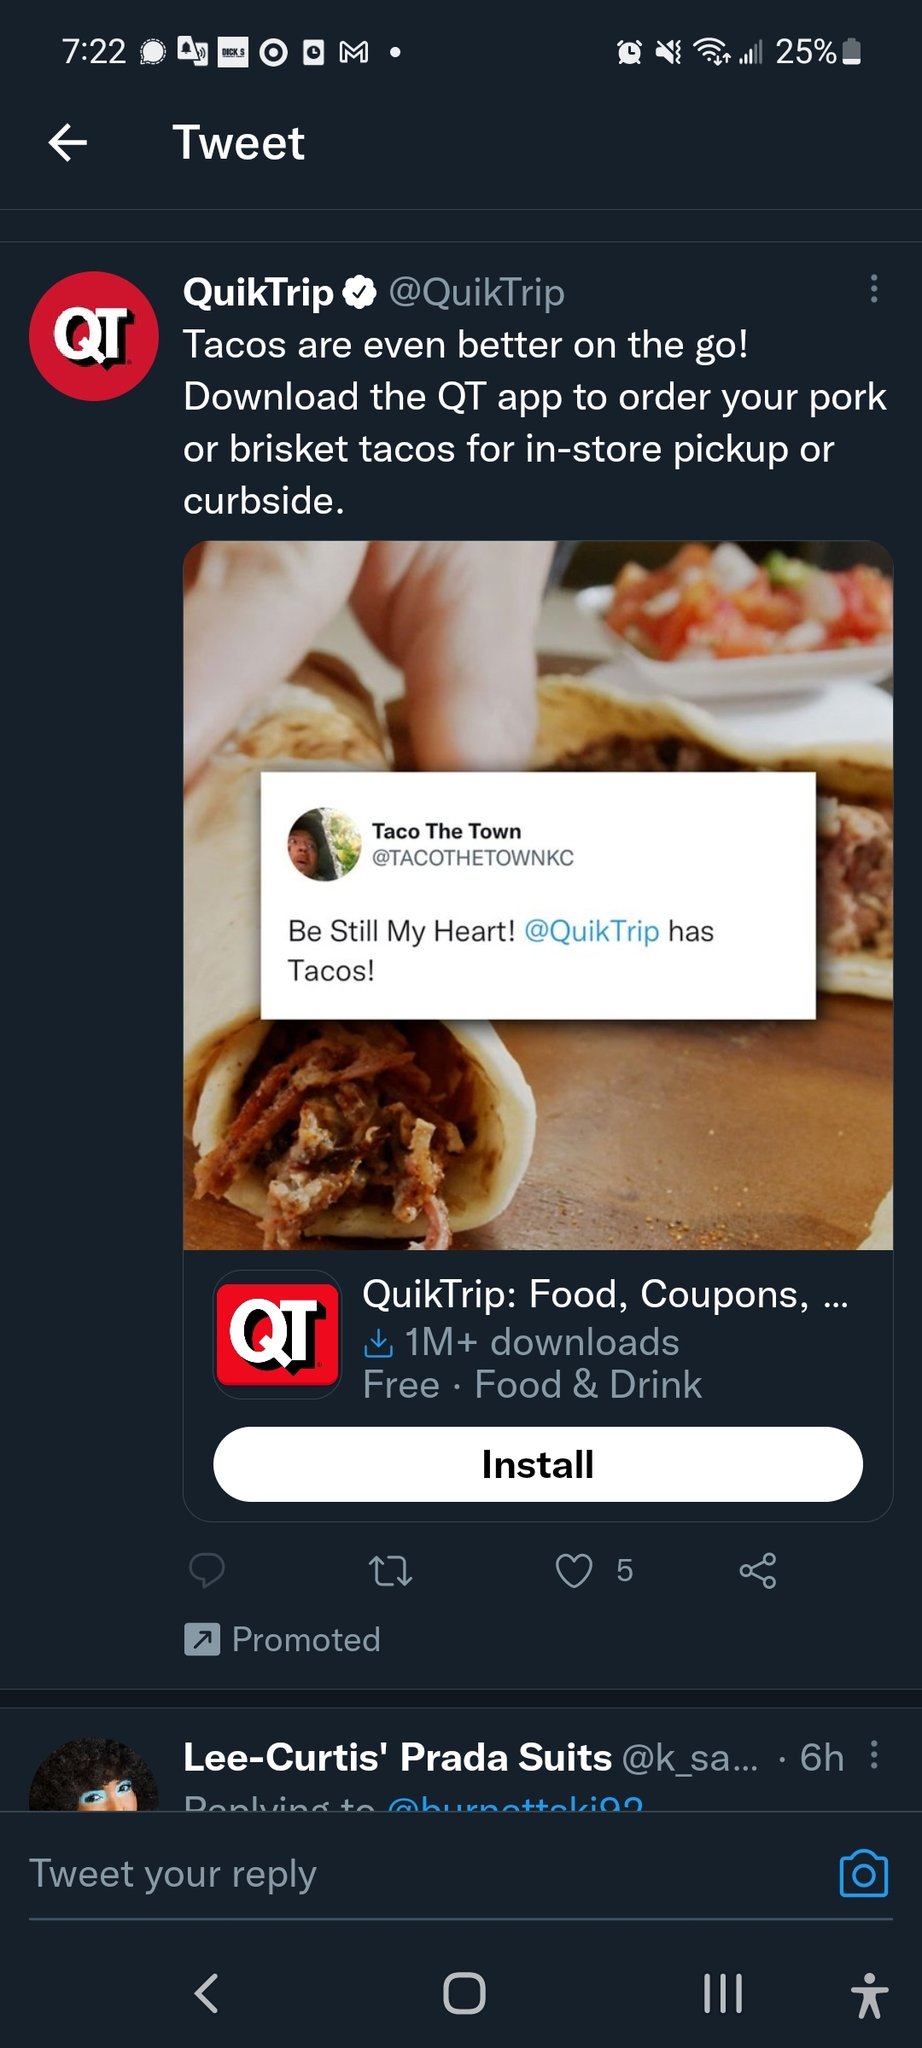 7:22 DICK'S 25%
Tweet
QuikTrip @QuikTrip
Tacos are even better on the go!
Download the QT app to order your pork
or brisket tacos for in-store pickup or
curbside.
QT
Taco The Town
@TACOTHETOWNKC
Be Still My Heart! @QuikTrip has
Tacos!
QT
QuikTrip: Food, Coupons, ...
1M+ downloads
Free · Food & Drink
Install
5
Promoted
Lee-Curtis' Prada Suits @k_sa... · 6h
Replying to @burnettski92
Tweet your reply